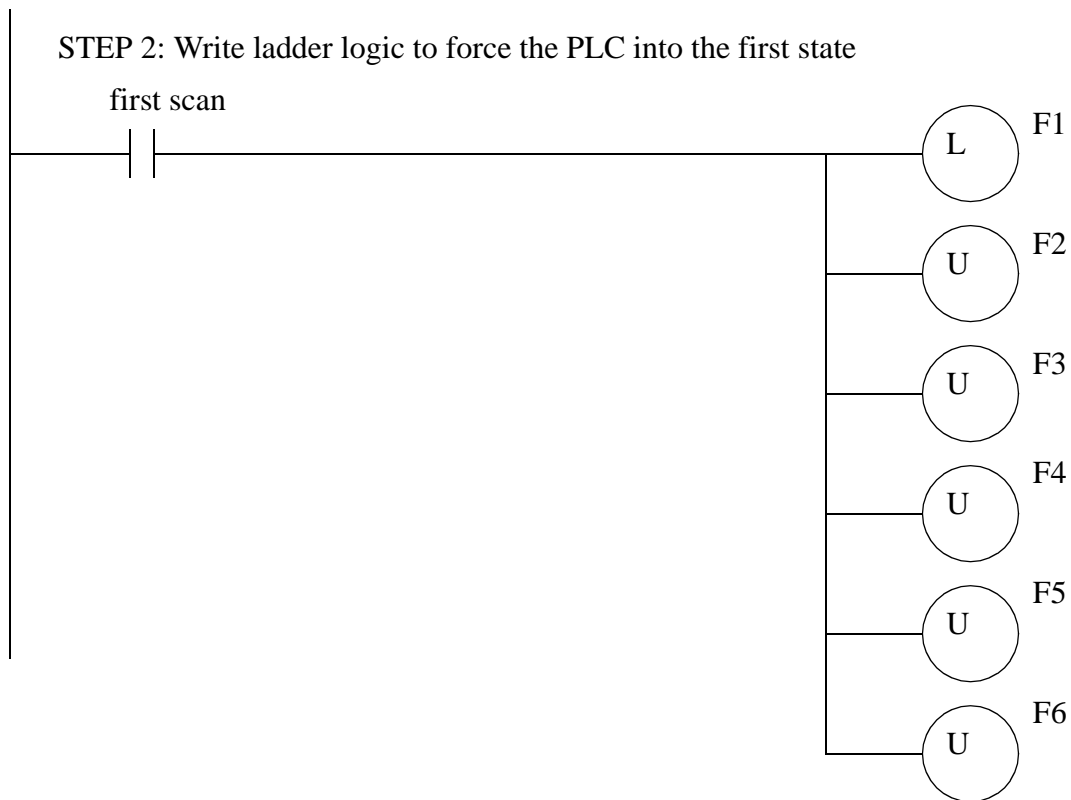 STEP 2: Write ladder logic to force the PLC into the first state
first scan
L
F1
U
F2
U
F3
U
F4
U
F5
U
F6